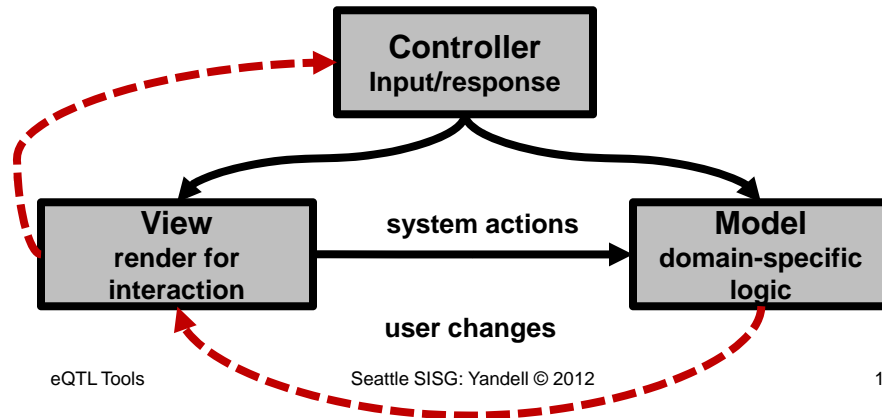 Controller
Input/response
View
render for
interaction
system actions
Model
domain-specific
logic
user changes
eQTL Tools
Seattle SISG: Yandell © 2012
1